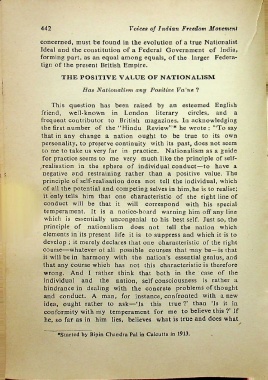 442 Voices of Indian Freedom Movement
concerned, must be found in the evolution of a true Nationalist
Ideal and the constitution of a Federal Government of India,
forming part, as an equal among equals, of the larger Federa-
tion of the present British Empire.
THE POSITIVE VALUE OF NATIONALISM
Has Nationalism any Positive Value ?
This question has been raised by an esteemed English
friend, well-known in London literary circles, and a
frequent contributor to British magazines. In acknowledging
the first number of the "Hindu Review"* he wrote : "To say
that in any change a nation ought to be true to its own
personality, to preserve continuity with its past, does not seem
to me to take us very far in practice. Nationalism as a guide
for practice seems to me very much like the principle of self-
realisation in the sphere of individual conduct—to have a
negative and restraining rather than a positive value. The
principle of self-realisation does not tell the individual, which
of all the potential and competing selves in him, he is to realise;
it only tells him that one characteristic of the right line of
conduct will be that it will correspond with his special
temperament. It is a notice-board warning him off any line
which is essentially uncongenial to his best self. Just so, the
principle of nationalism does not tell the nation which
elements in its present life it is to suppress and which it is to
develop ; it merely declares that one characteristic of the right
course—whatever of all possible courses that may be—is that
it will be in harmony with the nation's essential genius, and
that any course which has not this characteristic is therefore
wrong. And I rather think that both in the case of the
individual and the nation, self consciousness is rather a
hindrance in dealing with the concrete problems of thought
and conduct. A man, for instance, confronted with a new
idea, ought rather to ask—'Is this true ?' than 'Is it in
conformity with my temperament for me to believe this ?' If
he, so far as in him lies, believes what is true and does what
*Started by Bipin Chandra Pal in Calcutta in 1913.